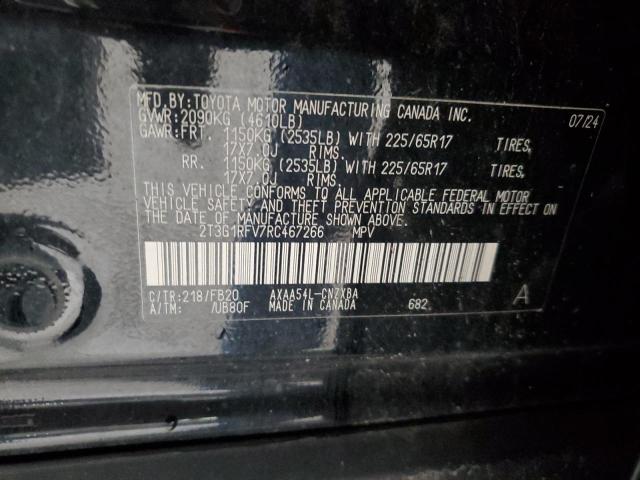 MFD.BY:TOYOTA MOTOR MANUFACTURING CANADA INC. 07/24
GVWR:2090KG (4610LB)
GAWR:FRT. 1150KG (2535LB) WITH 225/65R17 TIRES,
17X7.0J RIMS.
RR. 1150KG (2535LB) WITH 225/65R17 TIRES,
17X7.0J RIMS.
THIS VEHICLE CONFORMS TO ALL APPLICABLE FEDERAL MOTOR
VEHICLE SAFETY AND THEFT PREVENTION STANDARDS IN EFFECT ON
THE DATE OF MANUFACTURE SHOWN ABOVE.
2T3G1RFV7RC467266 MPV
C/TR:218/FB20 AXAA54L-CNZXBA 682 A
A/TM: /UB80F MADE IN CANADA